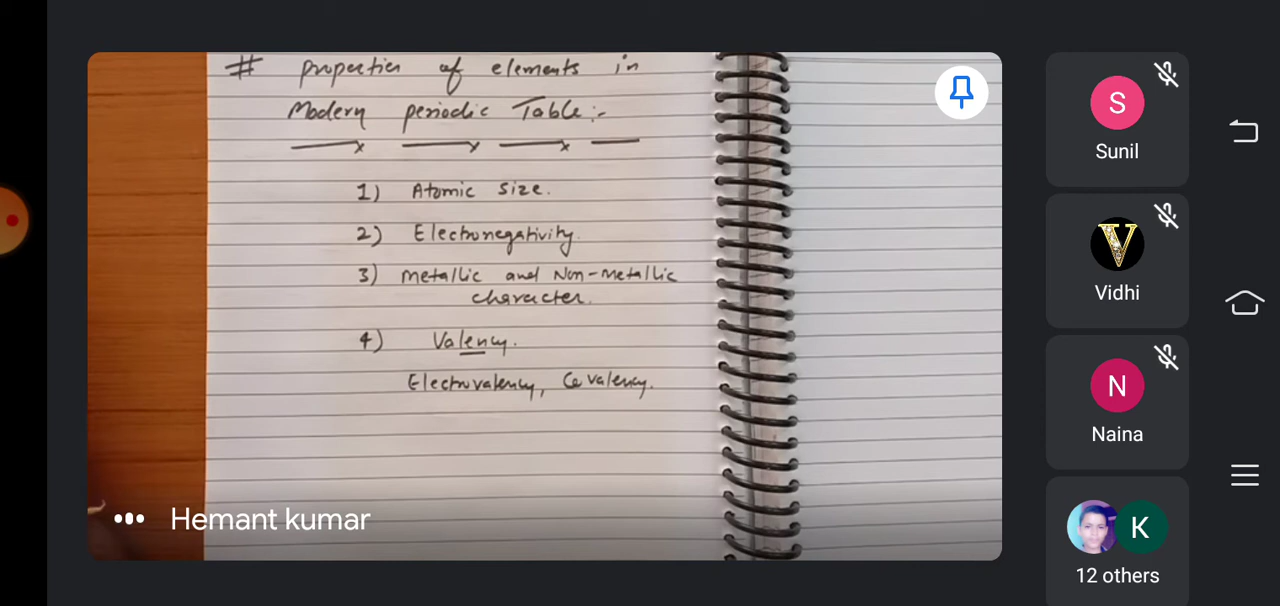 # properties of elements in
Modern periodic Table :-
1) Atomic size.
2) Electronegativity.
3) Metallic and Non-metallic
character.
4) Valency.
Electrovalency, Covalency.
Hemant kumar
S
Sunil
V
Vidhi
N
Naina
K
12 others